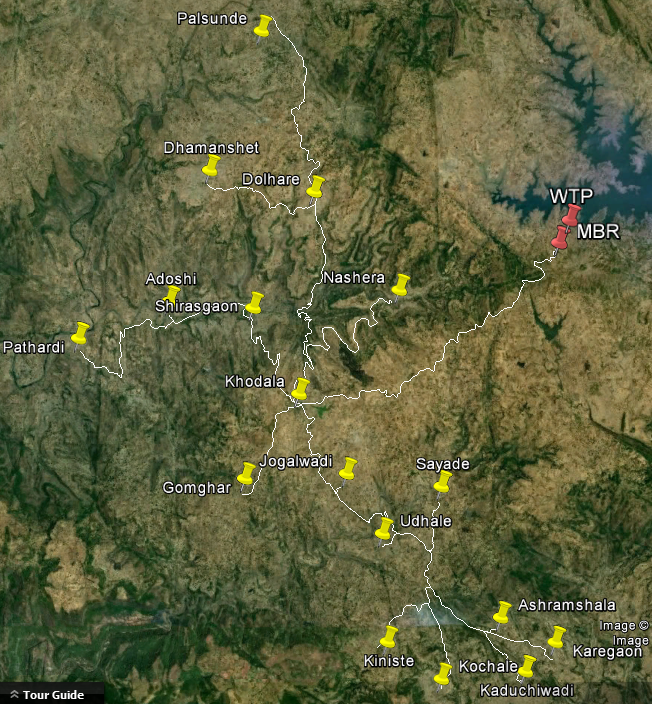 Palsunde
Dhamanshet
Dolhare
WTP
MBR
Nashera
Adoshi
Shirasgaon
Pathardi
Khodala
Jogalwadi
Sayade
Gomghar
Udhale
Ashramshala
Image ©
Image
Karegaon
Kiniste
Kochale
Kaduchiwadi
Tour Guide